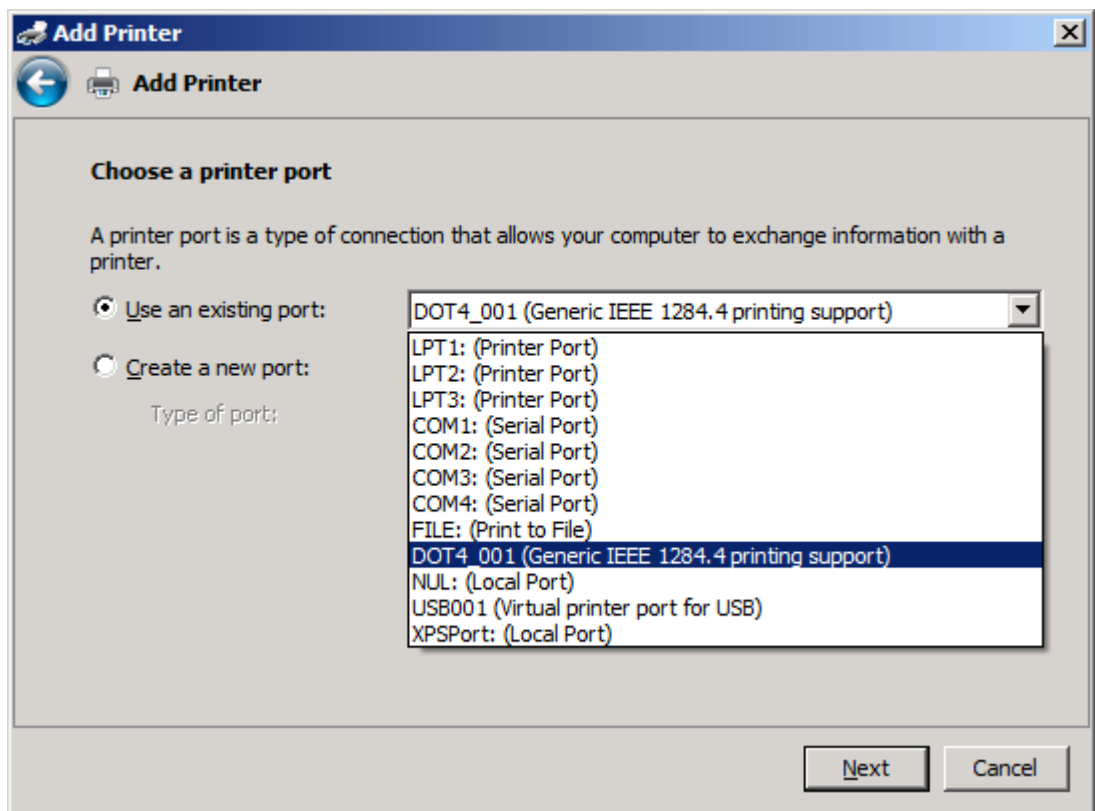 Add Printer
Add Printer
Choose a printer port
A printer port is a type of connection that allows your computer to exchange information with a
printer.
Use an existing port:
DOT4_001 (Generic IEEE 1284.4 printing support)
LPT1: (Printer Port)
LPT2: (Printer Port)
Create a new port:
LPT3: (Printer Port)
Type of port:
COM1: (Serial Port)
COM2: (Serial Port)
COM3: (Serial Port)
COM4: (Serial Port)
FILE: (Print to File)
DOT4_001 (Generic IEEE 1284.4 printing support)
NUL: (Local Port)
USB001 (Virtual printer port for USB)
XPSPort: (Local Port)
Next
Cancel